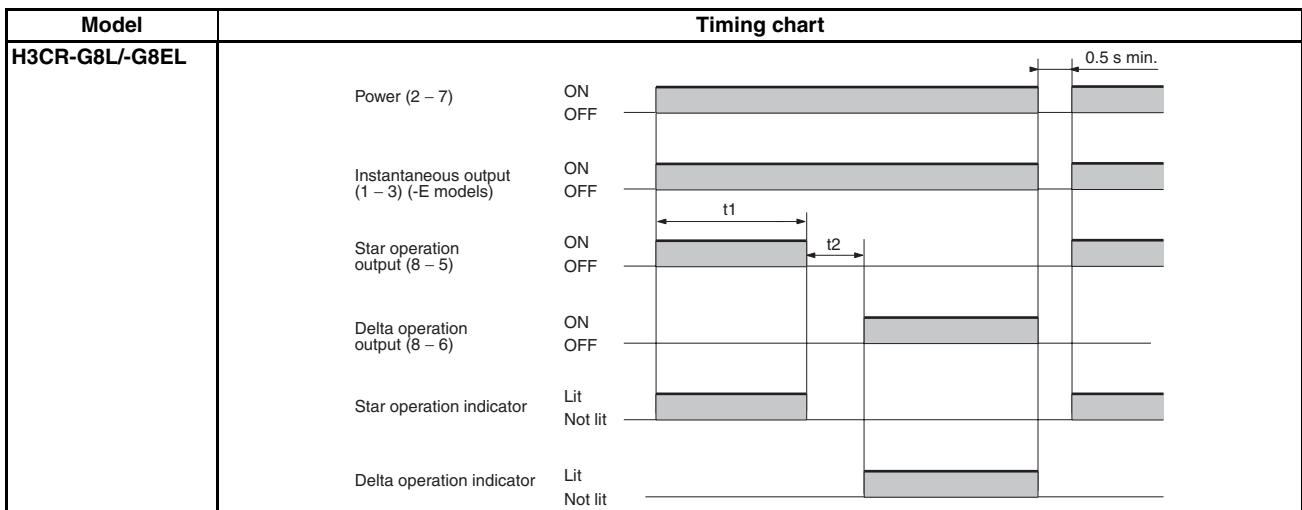 Model Timing chart
H3CR-G8L/-G8EL
0.5 s min.
Power (2 – 7) ON
OFF
Instantaneous output
(1 – 3) (-E models)
ON
OFF
t1
Star operation
output (8 – 5)
ON
OFF
t2
Delta operation
output (8 – 6)
ON
OFF
Star operation indicator Lit
Not lit
Delta operation indicator Lit
Not lit